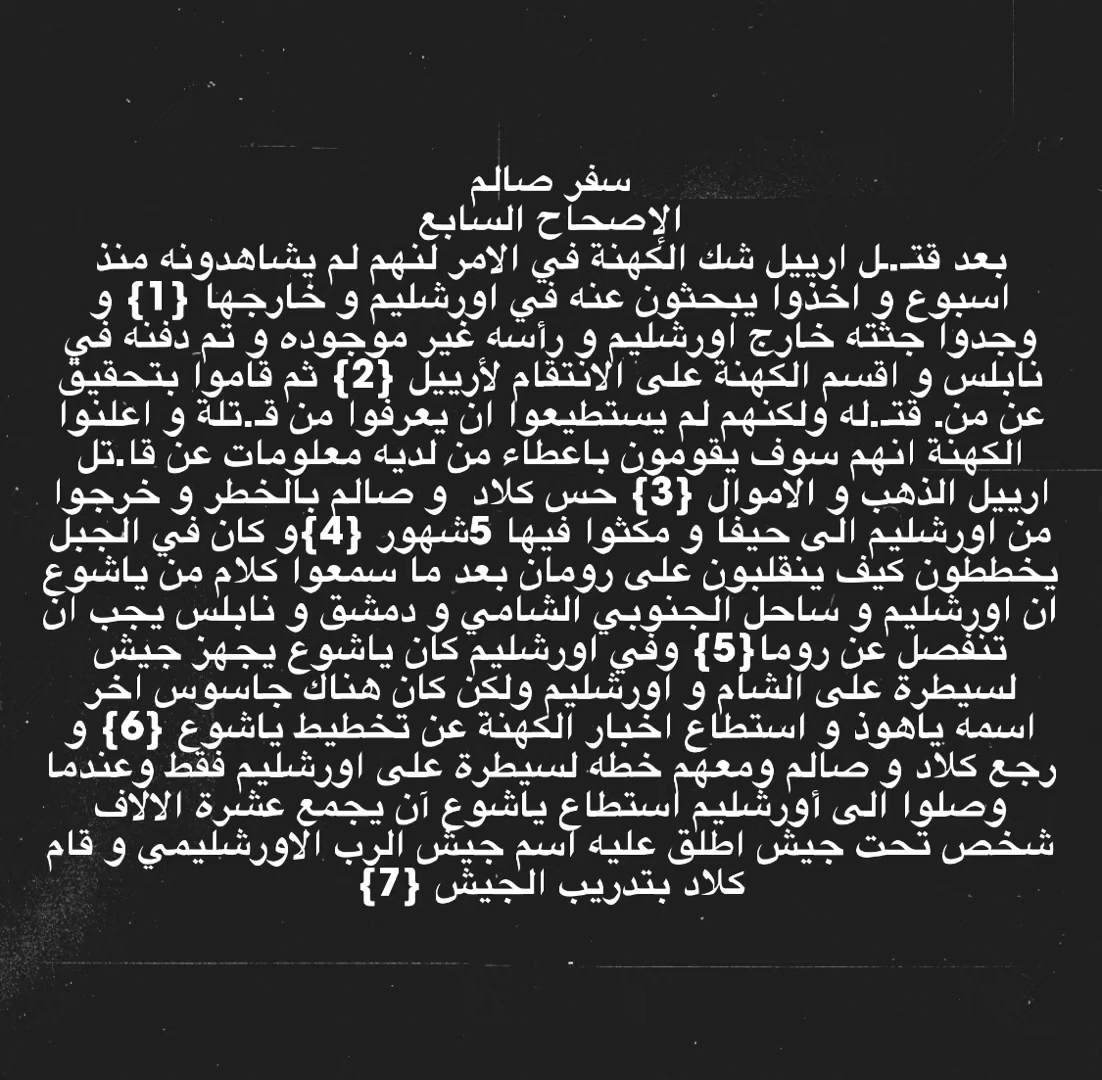 سفر صالم
الإصحاح السابع
بعد قتـ..ـل اريبل شك الكهنة في الامر لنهم لم يشاهدونه منذ
اسبوع و اخذوا يبحثون عنه في اورشليم و خارجها {1} و
وجدوا جثته خارج اورشليم و رأسه غير موجوده و تم دفنه في
نابلس و اقسم الكهنة على الانتقام لأرييل {2} ثم قاموا بتحقيق
عن من. قتـ.له ولكنهم لم يستطيعوا ان يعرفوا من قـ.تلة و اعلنوا
الكهنة انهم سوف يقومون باعطاء من لديه معلومات عن قا.تل
ارييل الذهب و الاموال {3} حس كلاد  و صالم بالخطر و خرجوا
من اورشليم الى حيفا و مكثوا فيها 5شهور {4}و كان في الجبل
يخططون كيف ينقلبون على رومان بعد ما سمعوا كلام من ياشوع
ان اورشليم و ساحل الجنوبي الشامي و دمشق و نابلس يجب ان
تنفصل عن روما{5} وفي اورشليم كان ياشوع يجهز جيش
لسيطرة على الشام و اورشليم ولكن كان هناك جاسوس اخر
اسمه ياهوذ و استطاع اخبار الكهنة عن تخطيط ياشوع {6} و
رجع كلاد و صالم ومعهم خطه لسيطرة على اورشليم فقط وعندما
وصلوا الى أورشليم استطاع ياشوع آن يجمع عشرة الالاف
شخص تحت جيش اطلق عليه اسم جيش الرب الاورشليمي و قام
كلاد بتدريب الجيش {7}